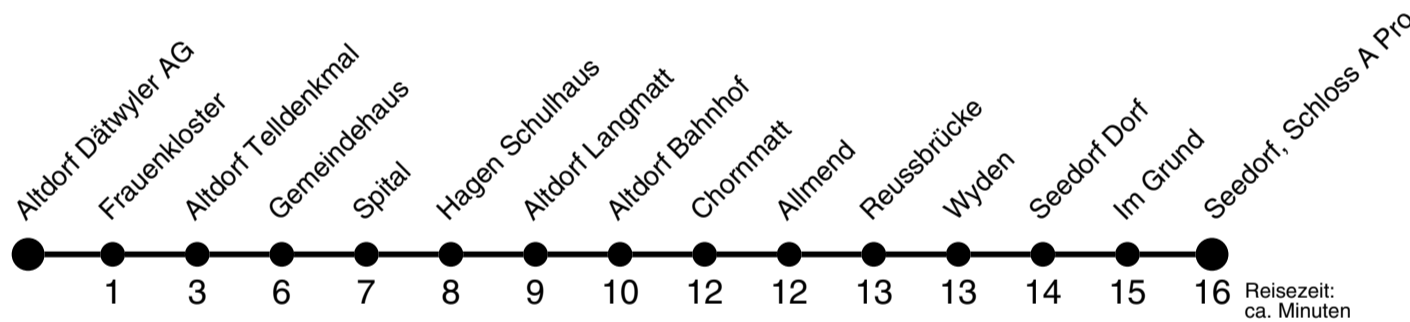 Altdorf Dätwyler AG
Frauenkloster
Altdorf Telldenkmal
Gemeindehaus
Spital
Hagen Schulhaus
Altdorf Langmatt
Altdorf Bahnhof
Chornmatt
Allmend
Reussbrücke
Wyden
Seedorf Dorf
Im Grund
Seedorf, Schloss A Pro
1 3 6 7 8 9 10 12 12 13 13 14 15 16
Reisezeit:
ca. Minuten